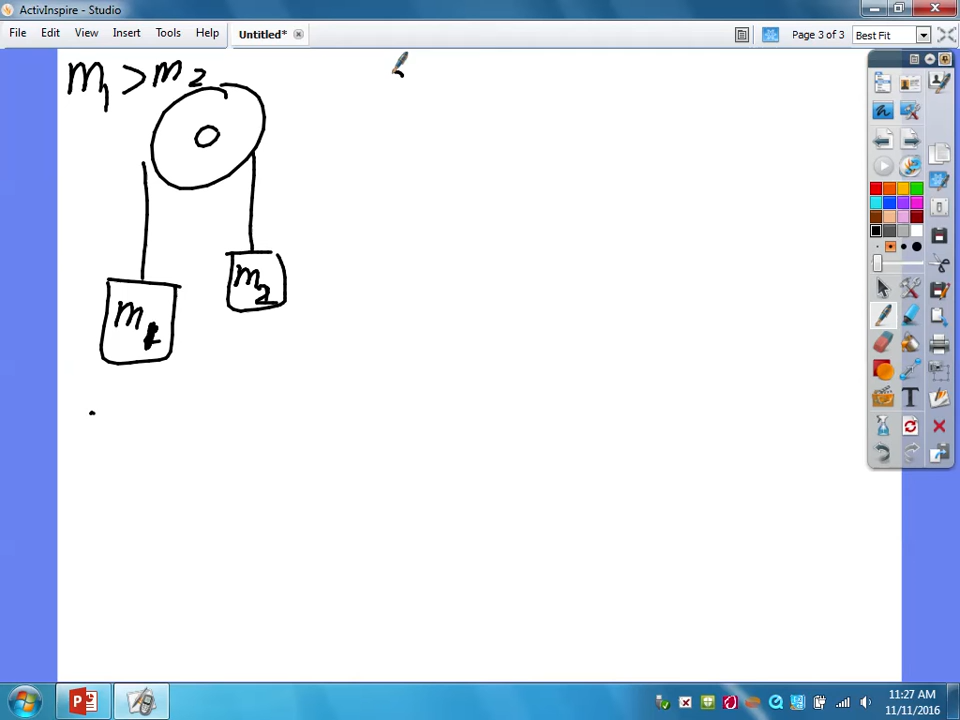 ActivInspire - Studio
File Edit View Insert Tools Help Untitled* Page 3 of 3 Best Fit
m1 > m2
m2
m1
11:27 AM
11/11/2016